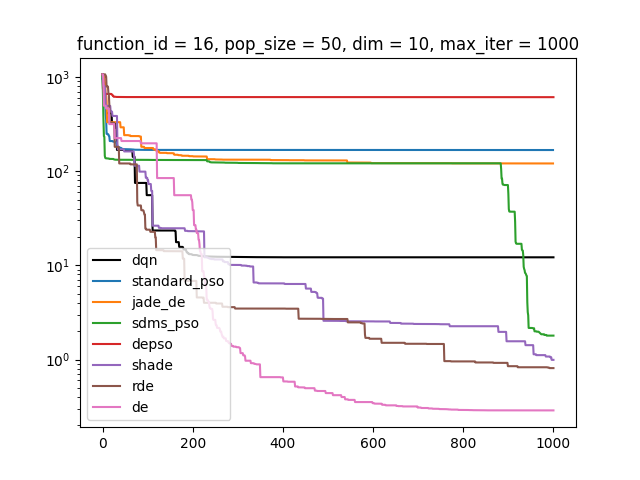 function_id = 16, pop_size = 50, dim = 10, max_iter = 1000
10³
10²
10¹
10⁰
dqn
standard_pso
jade_de
sdms_pso
depso
shade
rde
de
0 200 400 600 800 1000